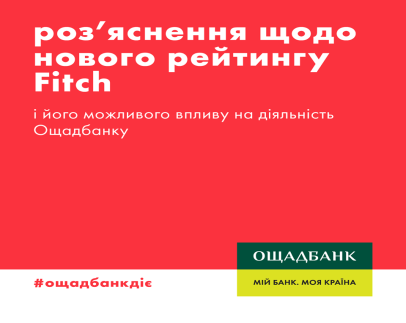 роз’яснення щодо
нового рейтингу
Fitch
і його можливого впливу на діяльність
Ощадбанку
ОЩАДБАНК
МІЙ БАНК. МОЯ КРАЇНА
#ощадбанкдіє